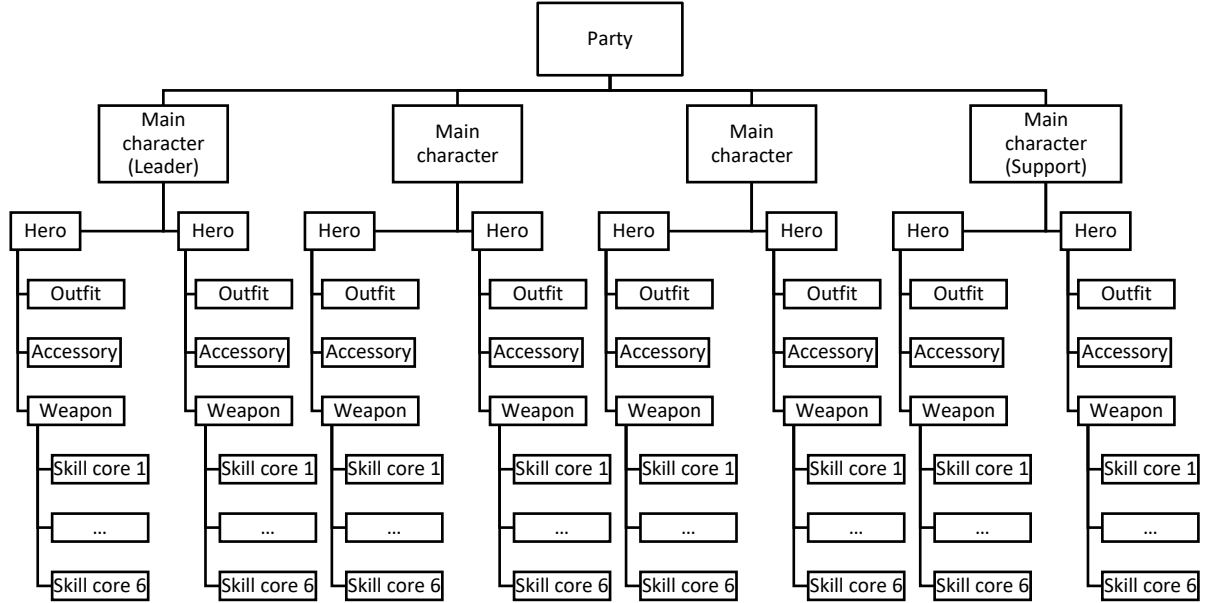 Party
Main
character
(Leader)
Main
character
Main
character
Main
character
(Support)
Hero
Hero
Hero
Hero
Hero
Hero
Hero
Hero
Outfit
Outfit
Outfit
Outfit
Outfit
Outfit
Outfit
Outfit
Accessory
Accessory
Accessory
Accessory
Accessory
Accessory
Accessory
Accessory
Weapon
Weapon
Weapon
Weapon
Weapon
Weapon
Weapon
Weapon
Skill core 1
Skill core 1
Skill core 1
Skill core 1
Skill core 1
Skill core 1
Skill core 1
Skill core 1
...
...
...
...
...
...
...
...
Skill core 6
Skill core 6
Skill core 6
Skill core 6
Skill core 6
Skill core 6
Skill core 6
Skill core 6